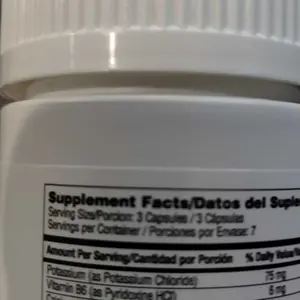 Supplement Facts/Datos del Suple
Serving Size/Porcion: 3 Capsules / 3 Cápsulas
Servings per Container / Porciones por Envase: 7
Amount Per Serving/Cantidad por Porción % Daily Value/
Potassium (as Potassium Chloride) 75 mg
Vitamin B6 (as Pyridoxine HCl) 6 mg